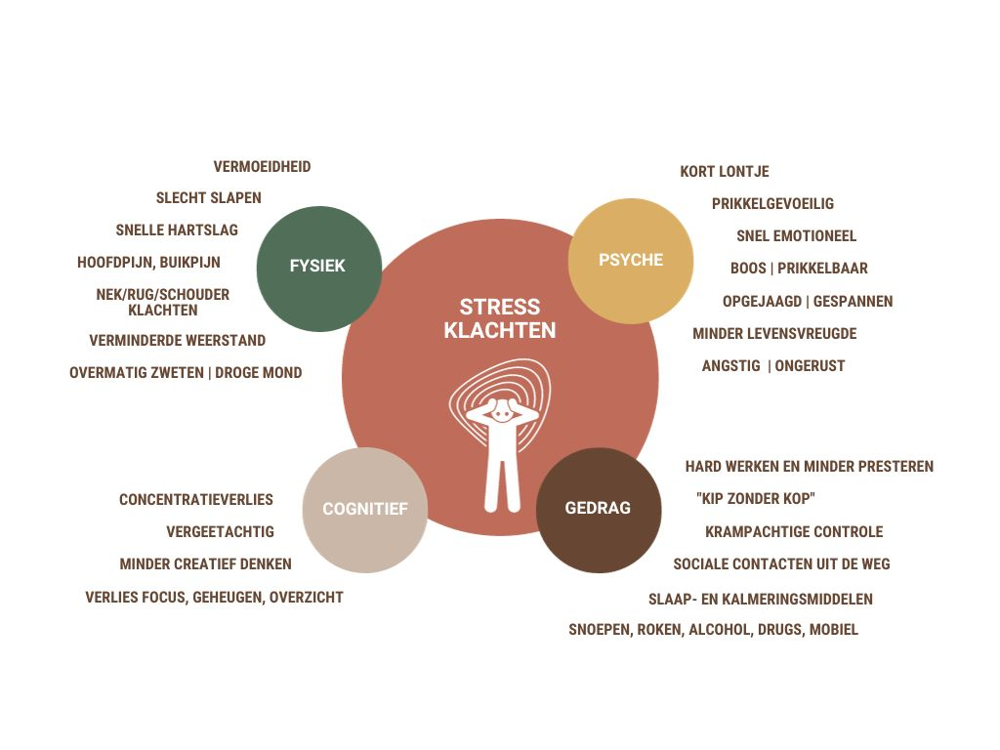 STRESS
KLACHTEN
FYSIEK
VERMOEIDHEID
SLECHT SLAPEN
SNELLE HARTSLAG
HOOFDPIJN, BUIKPIJN
NEK/RUG/SCHOUDER
KLACHTEN
VERMINDERDE WEERSTAND
OVERMATIG ZWETEN | DROGE MOND
PSYCHE
KORT LONTJE
PRIKKELGEVOEILIG
SNEL EMOTIONEEL
BOOS | PRIKKELBAAR
OPGEJAAGD | GESPANNEN
MINDER LEVENSVREUGDE
ANGSTIG | ONGERUST
COGNITIEF
CONCENTRATIEVERLIES
VERGEETACHTIG
MINDER CREATIEF DENKEN
VERLIES FOCUS, GEHEUGEN, OVERZICHT
GEDRAG
HARD WERKEN EN MINDER PRESTEREN
"KIP ZONDER KOP"
KRAMPACHTIGE CONTROLE
SOCIALE CONTACTEN UIT DE WEG
SLAAP- EN KALMERINGSMIDDELEN
SNOEPEN, ROKEN, ALCOHOL, DRUGS, MOBIEL